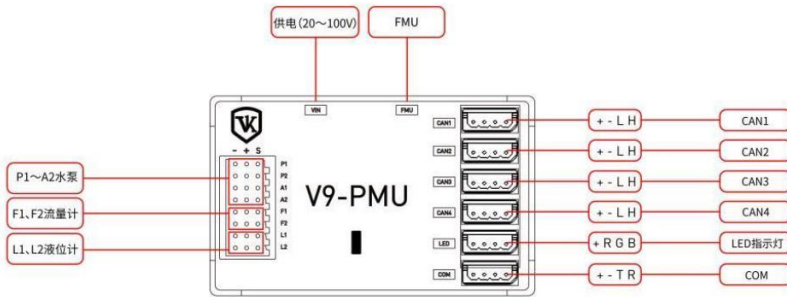 供电(20～100V)
FMU
VIN
FMU
VK
- + S
P1
P2
A1
A2
F1
F2
L1
L2
P1～A2水泵
F1、F2流量计
L1、L2液位计
V9-PMU
CAN1
+ - L H
CAN1
CAN2
+ - L H
CAN2
CAN3
+ - L H
CAN3
CAN4
+ - L H
CAN4
LED
+ R G B
LED指示灯
COM
+ - T R
COM